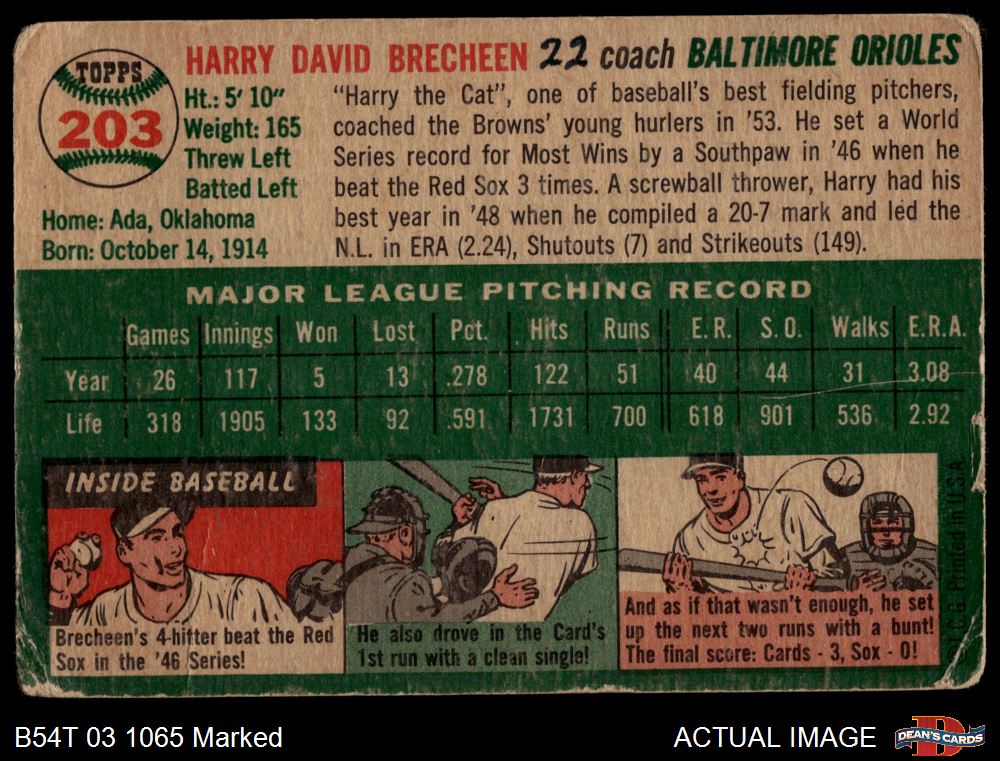 TOPPS
203
HARRY DAVID BRECHEEN 22 coach BALTIMORE ORIOLES
Ht.: 5' 10"
Weight: 165
Threw Left
Batted Left
Home: Ada, Oklahoma
Born: October 14, 1914
"Harry the Cat", one of baseball's best fielding pitchers,
coached the Browns' young hurlers in '53. He set a World
Series record for Most Wins by a Southpaw in '46 when he
beat the Red Sox 3 times. A screwball thrower, Harry had his
best year in '48 when he compiled a 20-7 mark and led the
N.L. in ERA (2.24), Shutouts (7) and Strikeouts (149).
MAJOR LEAGUE PITCHING RECORD
Games Innings Won Lost Pct. Hits Runs E.R. S.O. Walks E.R.A.
Year 26 117 5 13 .278 122 51 40 44 31 3.08
Life 318 1905 133 92 .591 1731 700 618 901 536 2.92
INSIDE BASEBALL
Brecheen's 4-hitter beat the Red
Sox in the '46 Series!
He also drove in the Card's
1st run with a clean single!
And as if that wasn't enough, he set
up the next two runs with a bunt!
The final score: Cards - 3, Sox - 0!
T.C.G. Printed in U.S.A.
B54T 03 1065 Marked
ACTUAL IMAGE
DEAN'S CARDS